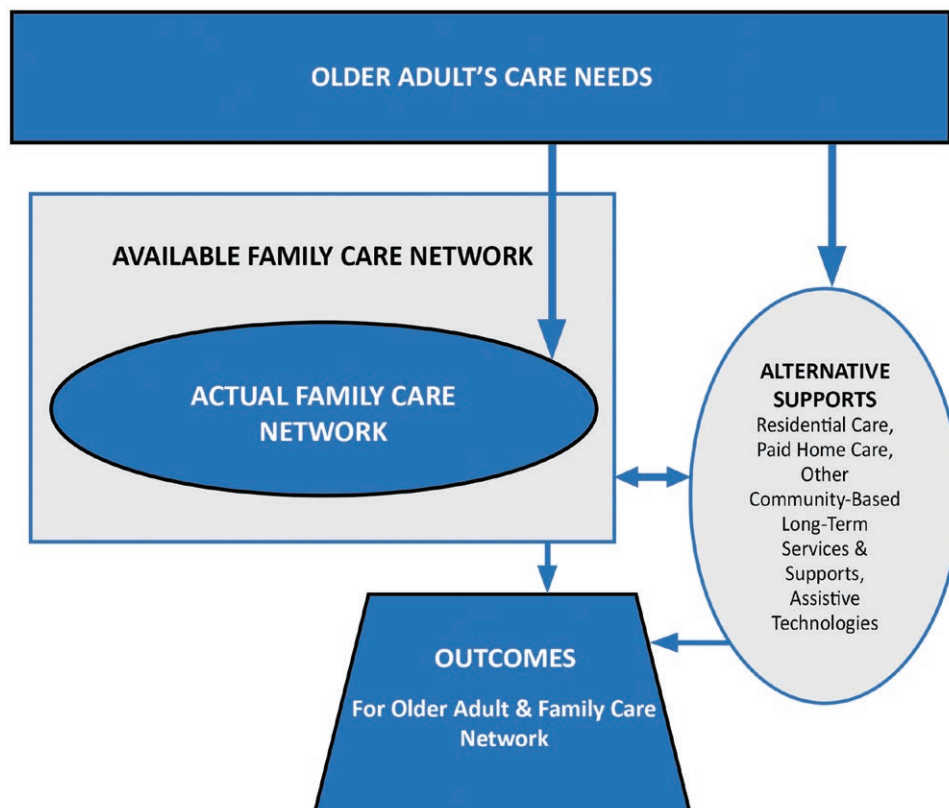 OLDER ADULT’S CARE NEEDS
AVAILABLE FAMILY CARE NETWORK
ACTUAL FAMILY CARE
NETWORK
ALTERNATIVE
SUPPORTS
Residential Care,
Paid Home Care,
Other
Community-Based
Long-Term
Services &
Supports,
Assistive
Technologies
OUTCOMES
For Older Adult & Family Care
Network